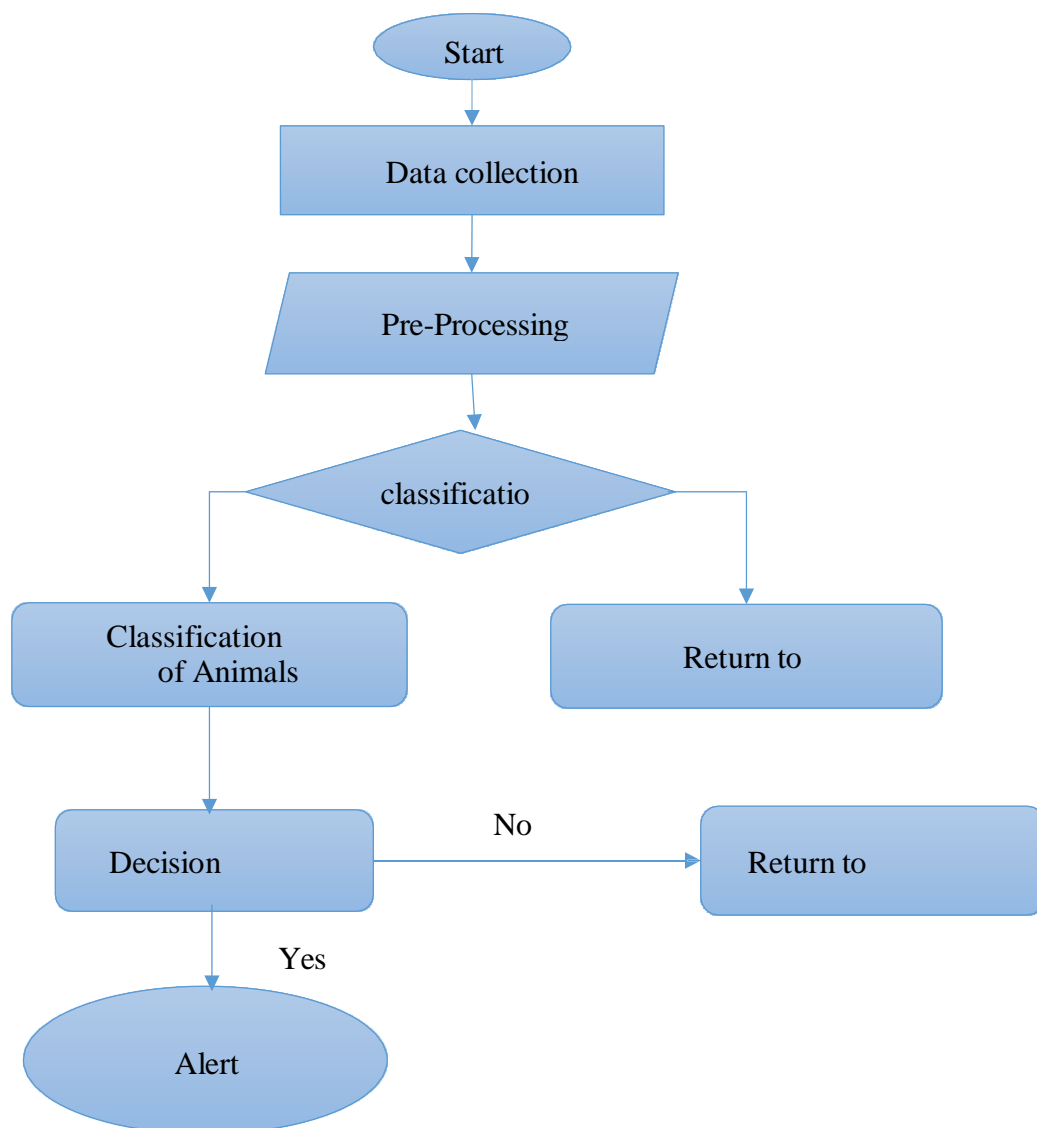 Start
Data collection
Pre-Processing
classificatio
Classification
of Animals
Return to
No
Decision
Return to
Yes
Alert